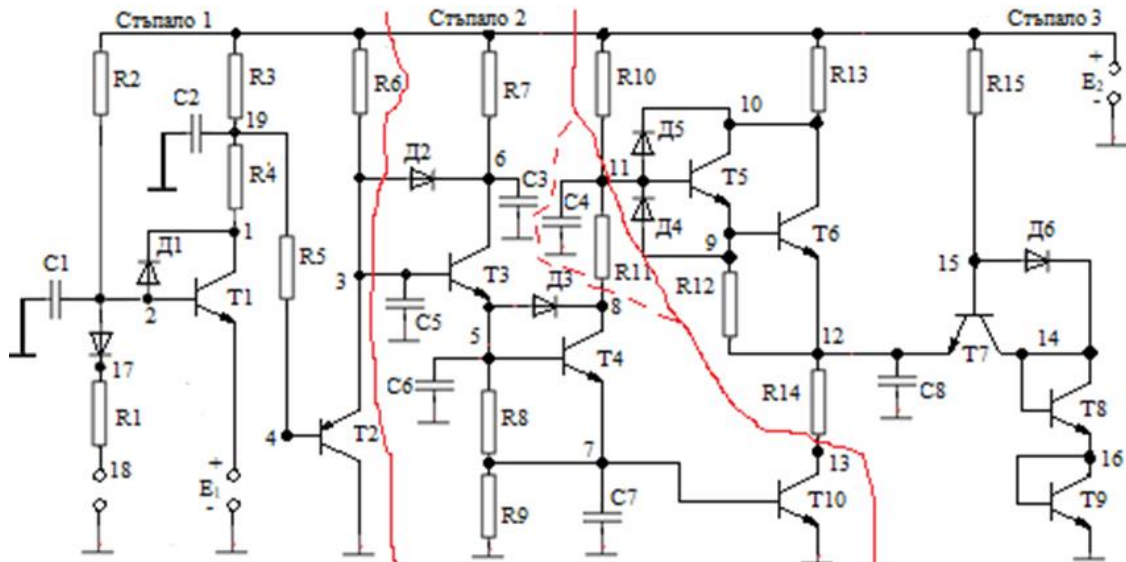 Стъпало 1 Стъпало 2 Стъпало 3
R2 R3 R6 R7 R10 R13 R15 + E2 -
C2 19 10
Д5
R4 Д2 6 11 T5
C3 C4
Д1 1 R5 Д4 9 T6 Д6
C1 3 T3 R11 15
2 T1 R12
Д3 8
C5
5 12 14
17 C6 T4 T7
R1 R8 R14 C8 T8
4 T2 7 13 16
18 + E1 - R9 C7 T10 T9